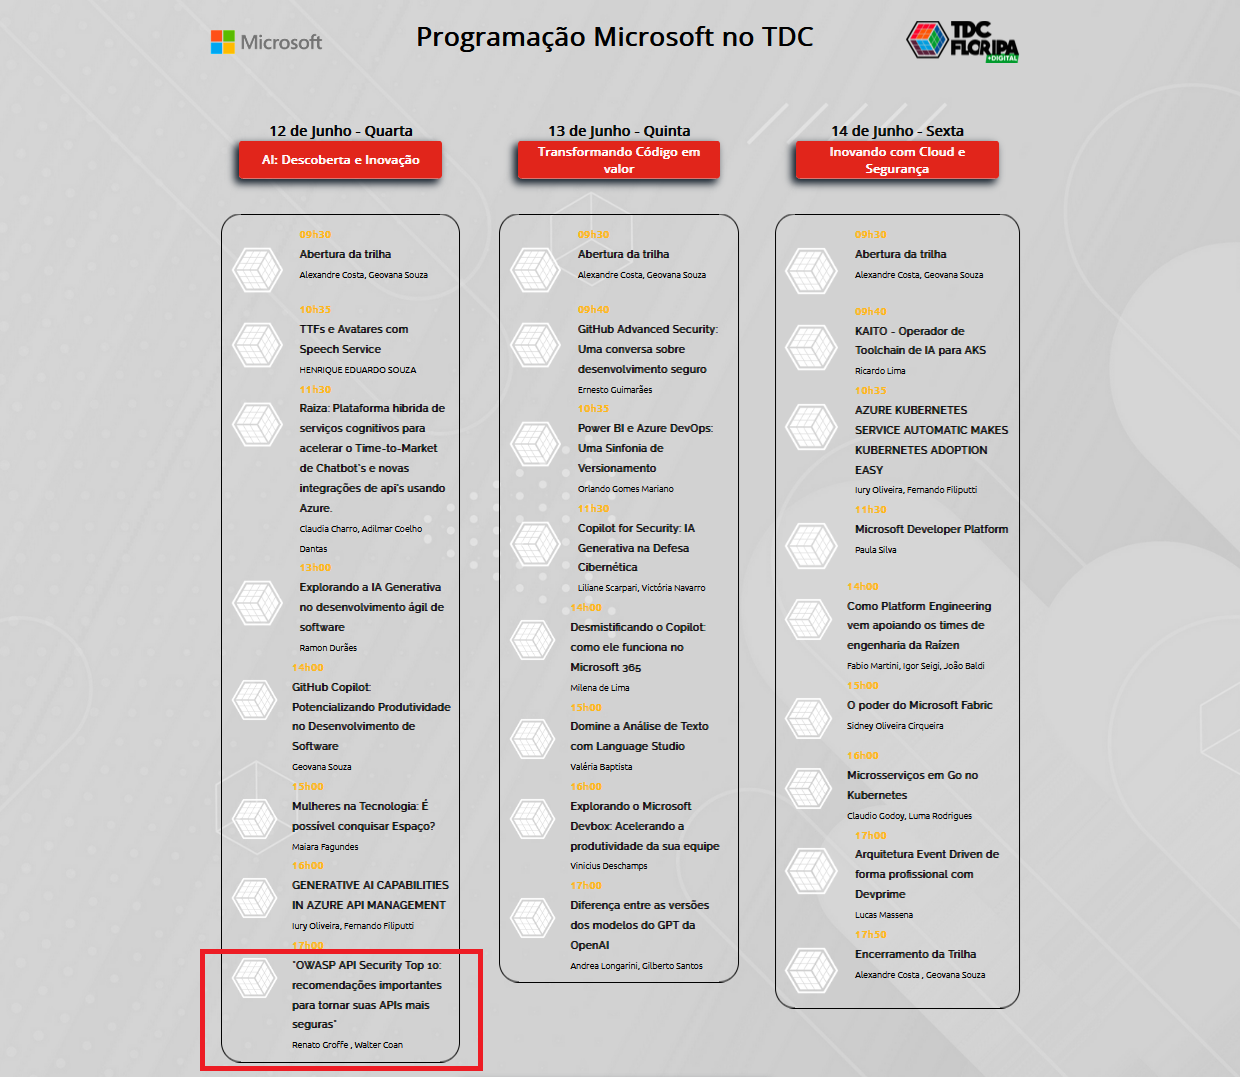 Microsoft
Programação Microsoft no TDC
TDC
FLORIPA
+DIGITAL
12 de Junho - Quarta
AI: Descoberta e Inovação
09h30
Abertura da trilha
Alexandre Costa, Geovana Souza
10h35
TTFs e Avatares com
Speech Service
HENRIQUE EDUARDO SOUZA
11h30
Raiza: Plataforma hibrida de
serviços cognitivos para
acelerar o Time-to-Market
de Chatbot's e novas
integrações de api's usando
Azure.
Claudia Charro, Adilmar Coelho
Dantas
13h00
Explorando a IA Generativa
no desenvolvimento ágil de
software
Ramon Durães
14h00
GitHub Copilot:
Potencializando Produtividade
no Desenvolvimento de
Software
Geovana Souza
15h00
Mulheres na Tecnologia: É
possível conquisar Espaço?
Maiara Fagundes
16h00
GENERATIVE AI CAPABILITIES
IN AZURE API MANAGEMENT
Iury Oliveira, Fernando Filiputti
17h00
"OWASP API Security Top 10:
recomendações importantes
para tornar suas APIs mais
seguras"
Renato Groffe , Walter Coan
13 de Junho - Quinta
Transformando Código em
valor
09h30
Abertura da trilha
Alexandre Costa, Geovana Souza
09h40
GitHub Advanced Security:
Uma conversa sobre
desenvolvimento seguro
Ernesto Guimarães
10h35
Power BI e Azure DevOps:
Uma Sinfonia de
Versionamento
Orlando Gomes Mariano
11h30
Copilot for Security: IA
Generativa na Defesa
Cibernética
Liliane Scarpari, Victória Navarro
14h00
Desmistificando o Copilot:
como ele funciona no
Microsoft 365
Milena de Lima
15h00
Domine a Análise de Texto
com Language Studio
Valéria Baptista
16h00
Explorando o Microsoft
Devbox: Acelerando a
produtividade da sua equipe
Vinicius Deschamps
17h00
Diferença entre as versões
dos modelos do GPT da
OpenAI
Andrea Longarini, Gilberto Santos
14 de Junho - Sexta
Inovando com Cloud e
Segurança
09h30
Abertura da trilha
Alexandre Costa, Geovana Souza
09h40
KAITO - Operador de
Toolchain de IA para AKS
Ricardo Lima
10h35
AZURE KUBERNETES
SERVICE AUTOMATIC MAKES
KUBERNETES ADOPTION
EASY
Iury Oliveira, Fernando Filiputti
11h30
Microsoft Developer Platform
Paula Silva
14h00
Como Platform Engineering
vem apoiando os times de
engenharia da Raízen
Fabio Martini, Igor Seigi, João Baldi
15h00
O poder do Microsoft Fabric
Sidney Oliveira Cirqueira
16h00
Microsserviços em Go no
Kubernetes
Claudio Godoy, Luma Rodrigues
17h00
Arquitetura Event Driven de
forma profissional com
Devprime
Lucas Massena
17h50
Encerramento da Trilha
Alexandre Costa , Geovana Souza